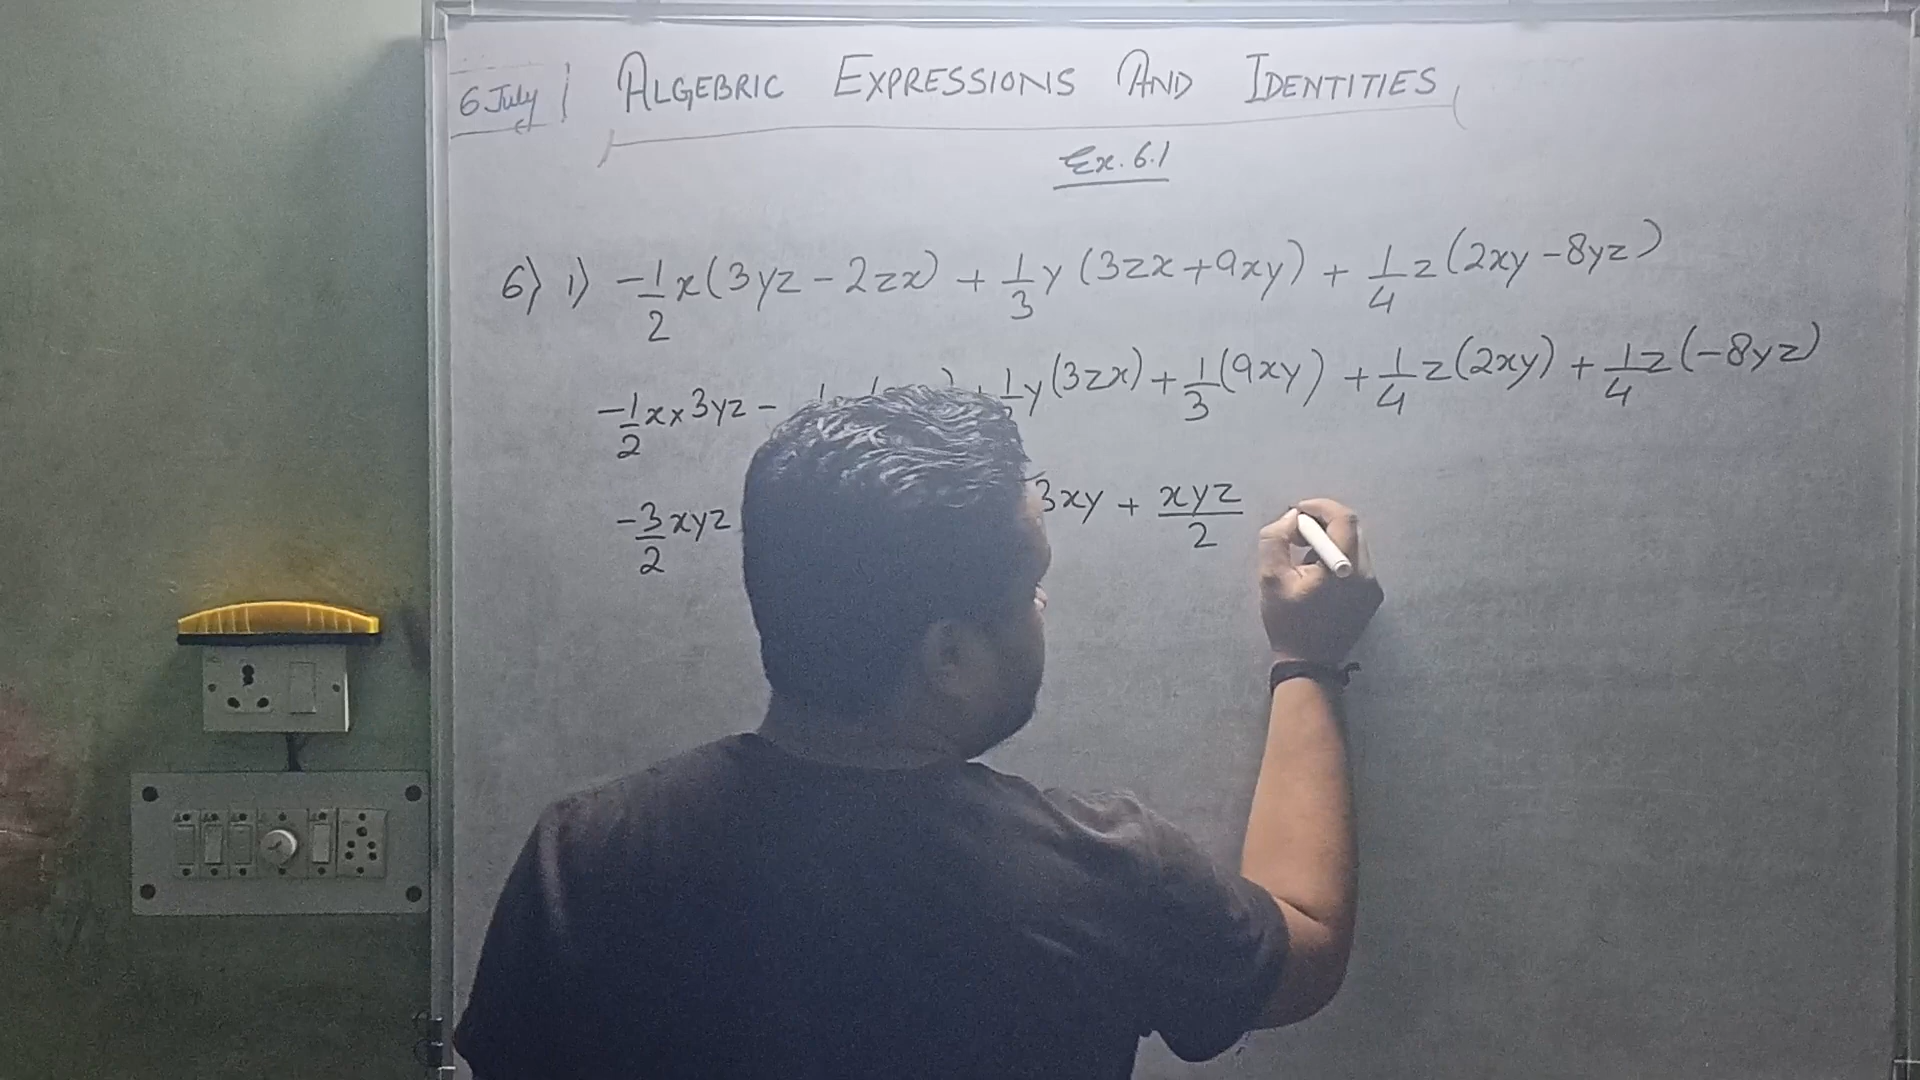 6 July ALGEBRIC EXPRESSIONS AND IDENTITIES
Ex. 6.1
6) 1) -1/2 x(3yz - 2zx) + 1/3 y (3zx + 9xy) + 1/4 z (2xy - 8yz)
-1/2 x × 3yz - y(3zx) + 1/3 (9xy) + 1/4 z(2xy) + 1/4 z(-8yz)
-3/2 xyz 3xy + xyz/2